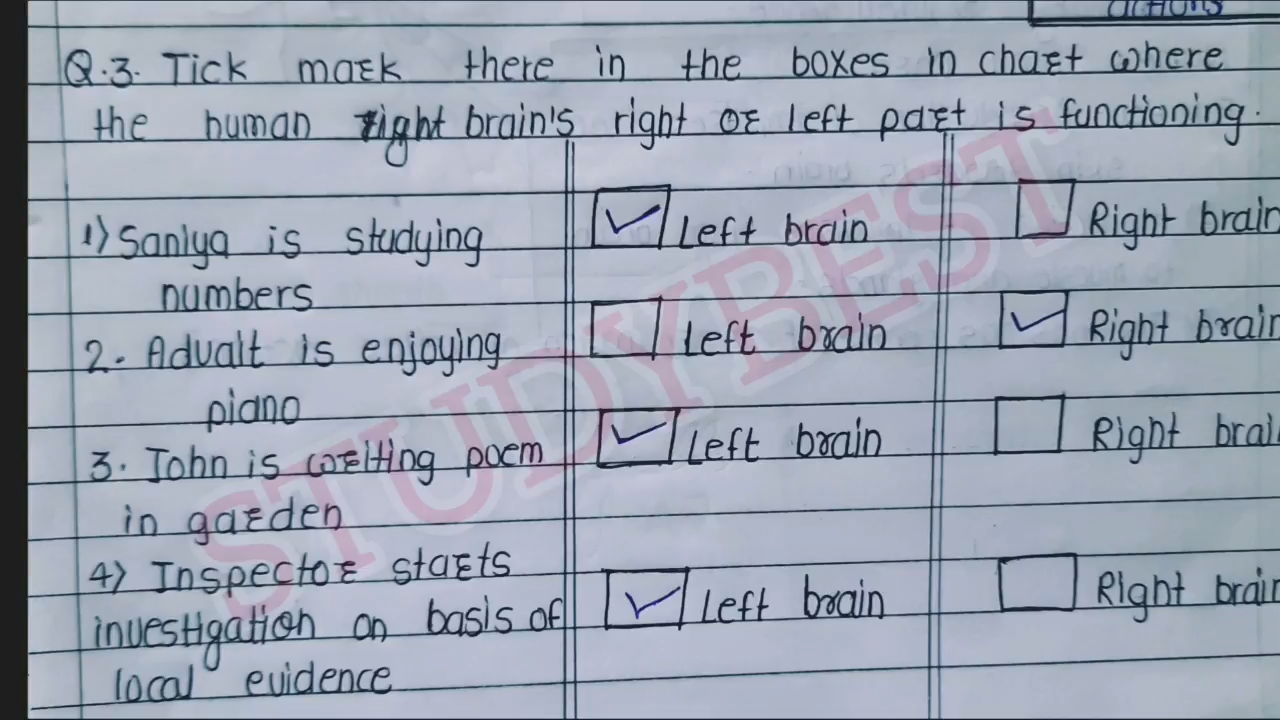 Q.3. Tick mark there in the boxes in chart where
the human right brain's right or left part is functioning.
1) Saniya is studying
numbers
Left brain
Right brain
2. Advait is enjoying
piano
Left brain
Right brain
3. John is writing poem
in garden
Left brain
Right brai
4) Inspector starts
investigation on basis of
local evidence
Left brain
Right brain
STUDYBEST